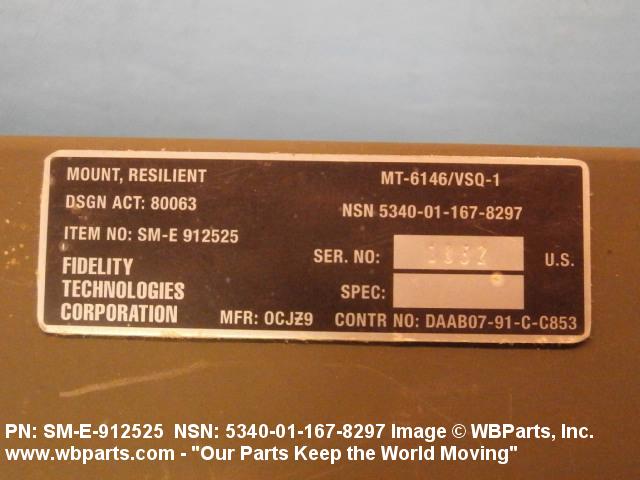 MOUNT, RESILIENT MT-6146/VSQ-1
DSGN ACT: 80063 NSN 5340-01-167-8297
ITEM NO: SM-E 912525
SER. NO: U.S.
FIDELITY
TECHNOLOGIES SPEC:
CORPORATION MFR: OCJZ9 CONTR NO: DAAB07-91-C-C853
PN: SM-E-912525 NSN: 5340-01-167-8297 Image © WBParts, Inc.
www.wbparts.com - "Our Parts Keep the World Moving"